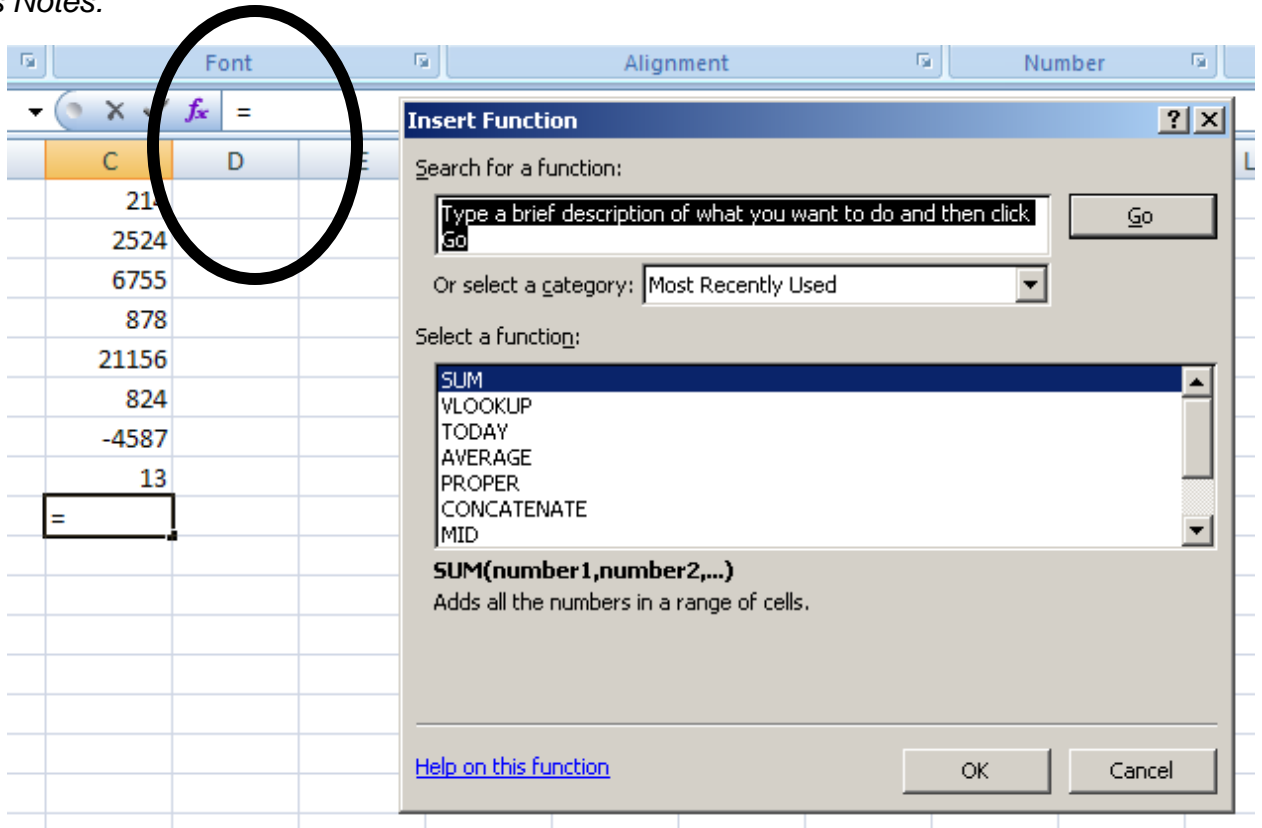 s Notes:
Font Alignment Number
fx =
Insert Function ? X
C D E L
Search for a function:
Type a brief description of what you want to do and then click
Go
Go
2524
Or select a category: Most Recently Used
6755
878
Select a function:
21156
SUM
824
VLOOKUP
-4587
TODAY
AVERAGE
13
PROPER
=
CONCATENATE
MID
SUM(number1,number2,...)
Adds all the numbers in a range of cells.
Help on this function OK Cancel